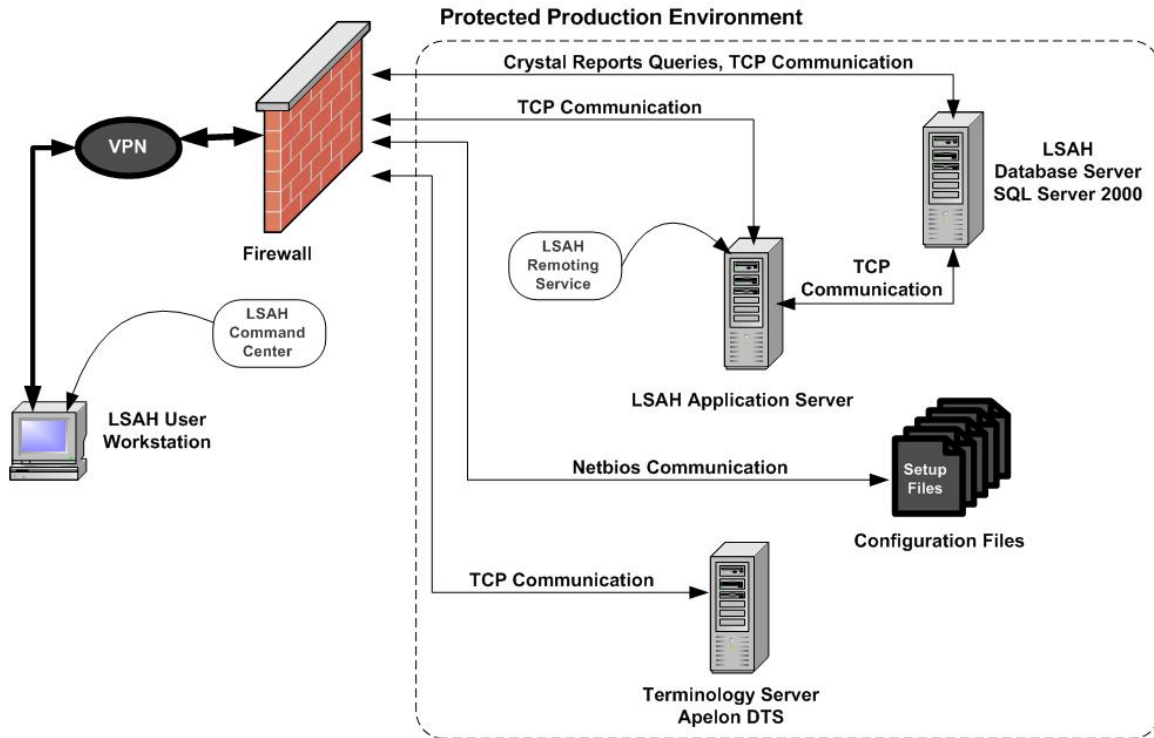 Protected Production Environment
Crystal Reports Queries, TCP Communication
TCP Communication
VPN
LSAH
Database Server
SQL Server 2000
Firewall
LSAH
Remoting
Service
TCP
Communication
LSAH
Command
Center
LSAH User
Workstation
LSAH Application Server
Netbios Communication
Setup
Files
Configuration Files
TCP Communication
Terminology Server
Apelon DTS